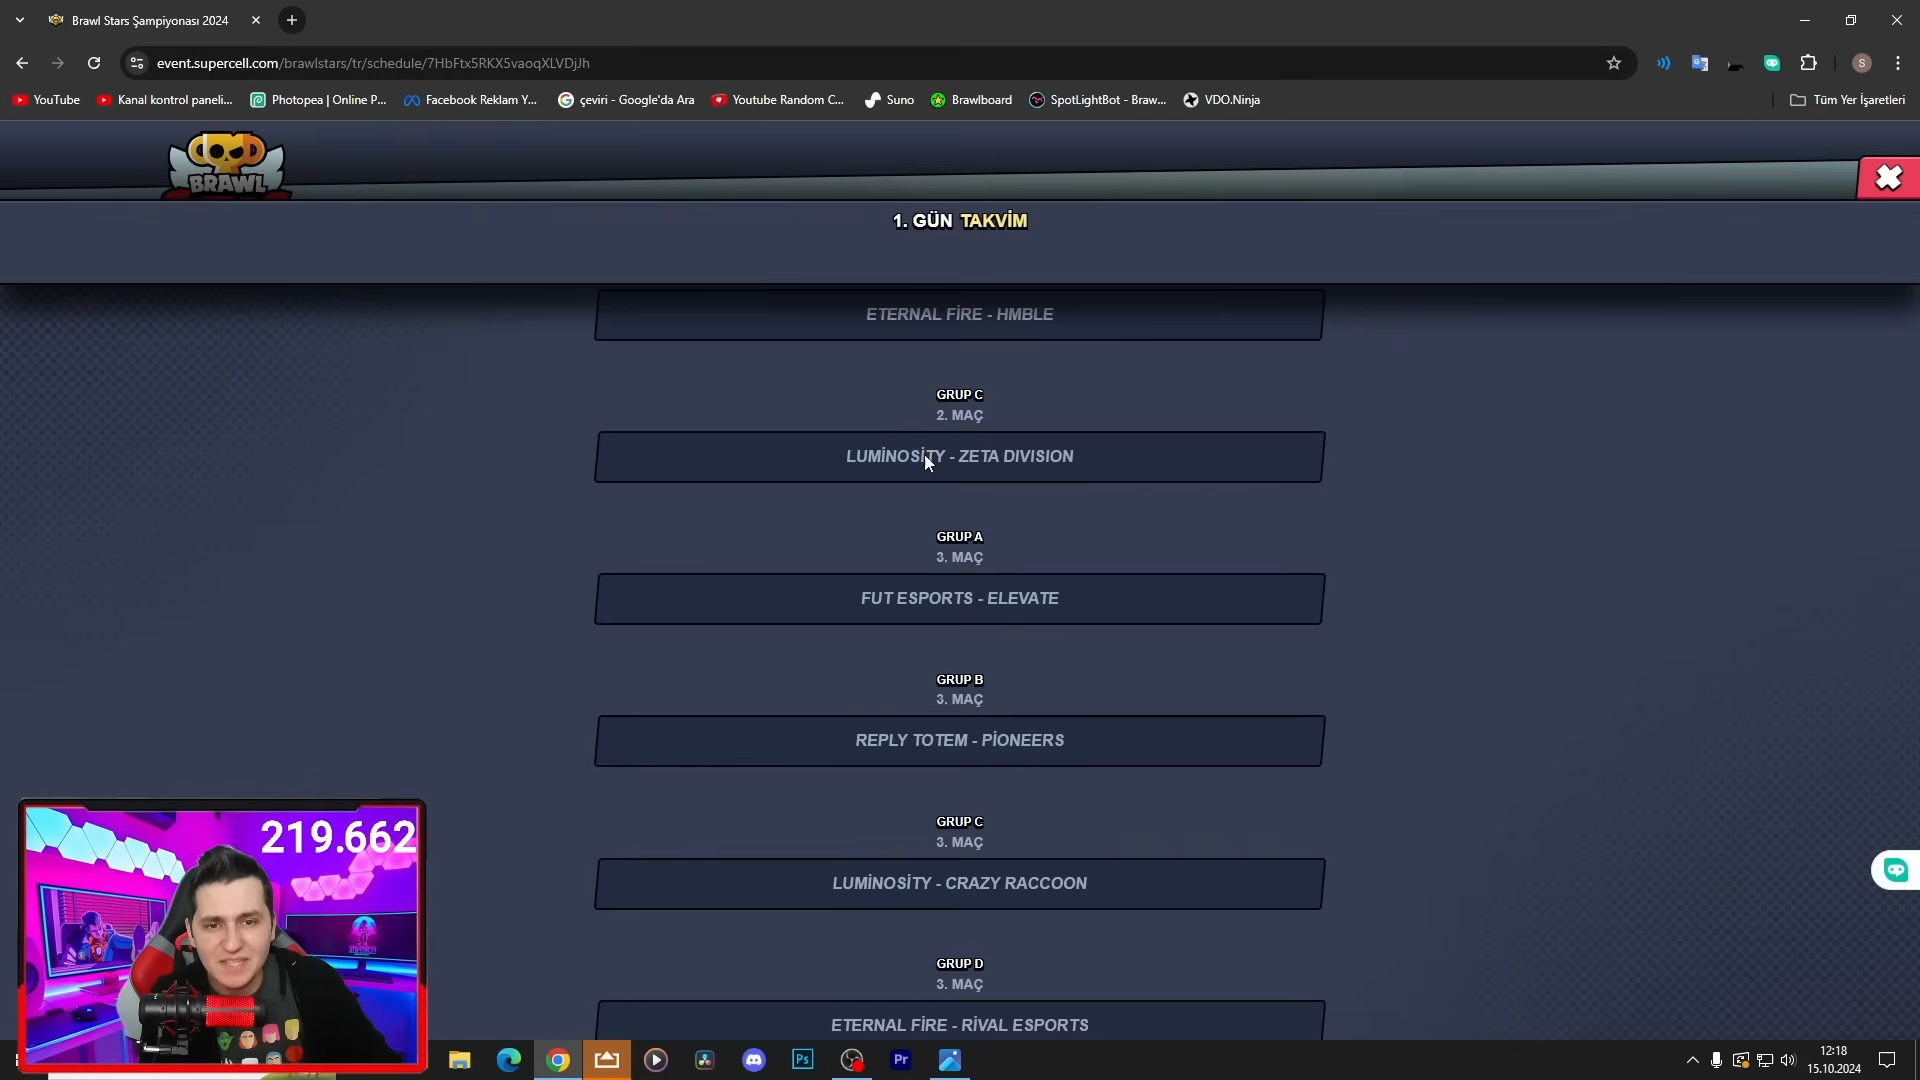 Brawl Stars Şampiyonası 2024
event.supercell.com/brawlstars/tr/schedule/7HbFtx5RKX5vaoqXLVDjJh
S
YouTube
Kanal kontrol paneli...
Photopea | Online P...
Facebook Reklam Y...
çeviri - Google'da Ara
Youtube Random C...
Suno
Brawlboard
SpotLightBot - Braw...
VDO.Ninja
Tüm Yer İşaretleri
BRAWL
1. GÜN TAKVİM
ETERNAL FİRE - HMBLE
GRUP C
2. MAÇ
LUMİNOSİTY - ZETA DIVISION
GRUP A
3. MAÇ
FUT ESPORTS - ELEVATE
GRUP B
3. MAÇ
REPLY TOTEM - PİONEERS
GRUP C
3. MAÇ
LUMİNOSİTY - CRAZY RACCOON
GRUP D
3. MAÇ
ETERNAL FİRE - RİVAL ESPORTS
219.662
Ps
Pr
12:18
15.10.2024